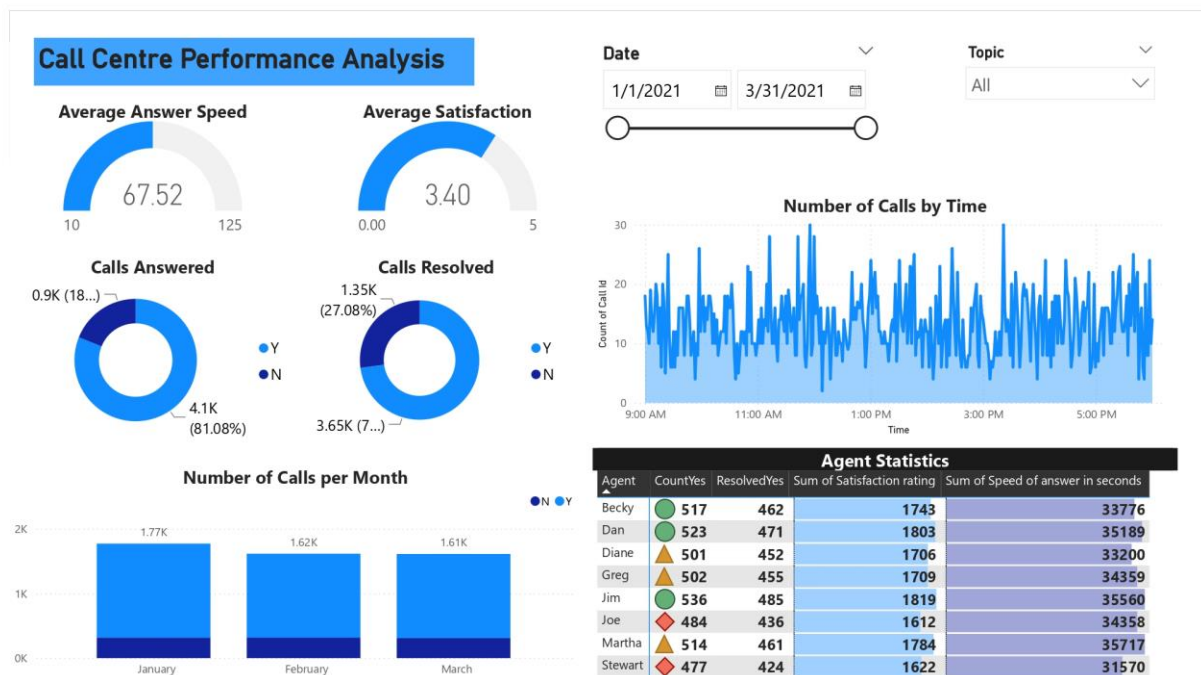 Call Centre Performance Analysis
Date
1/1/2021
3/31/2021
Topic
All
Average Answer Speed
67.52
10
125
Average Satisfaction
3.40
0.00
5
Calls Answered
0.9K (18...)
4.1K
(81.08%)
Y
N
Calls Resolved
1.35K
(27.08%)
3.65K (7...)
Y
N
Number of Calls by Time
Count of Call Id
30
20
10
0
9:00 AM 11:00 AM 1:00 PM 3:00 PM 5:00 PM
Time
Number of Calls per Month
N Y
2K
1K
0K
1.77K
1.62K
1.61K
January February March
Agent Statistics
Agent CountYes ResolvedYes Sum of Satisfaction rating Sum of Speed of answer in seconds
Becky 517 462 1743 33776
Dan 523 471 1803 35189
Diane 501 452 1706 33200
Greg 502 455 1709 34359
Jim 536 485 1819 35560
Joe 484 436 1612 34358
Martha 514 461 1784 35717
Stewart 477 424 1622 31570